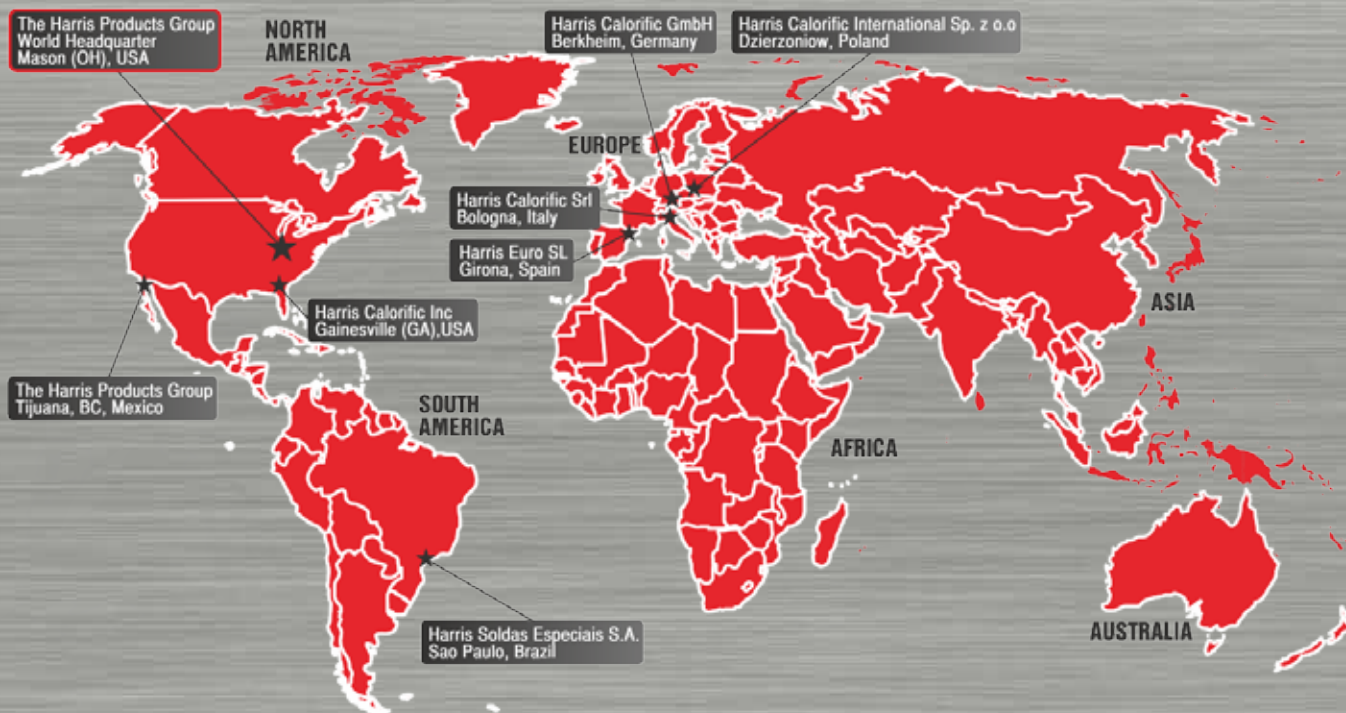 The Harris Products Group
World Headquarter
Mason (OH), USA
NORTH
AMERICA
Harris Calorific GmbH
Berkheim, Germany
Harris Calorific International Sp. z o.o
Dzierzoniow, Poland
EUROPE
Harris Calorific Srl
Bologna, Italy
Harris Euro SL
Girona, Spain
ASIA
Harris Calorific Inc
Gainesville (GA),USA
The Harris Products Group
Tijuana, BC, Mexico
SOUTH
AMERICA
AFRICA
Harris Soldas Especiais S.A.
Sao Paulo, Brazil
AUSTRALIA